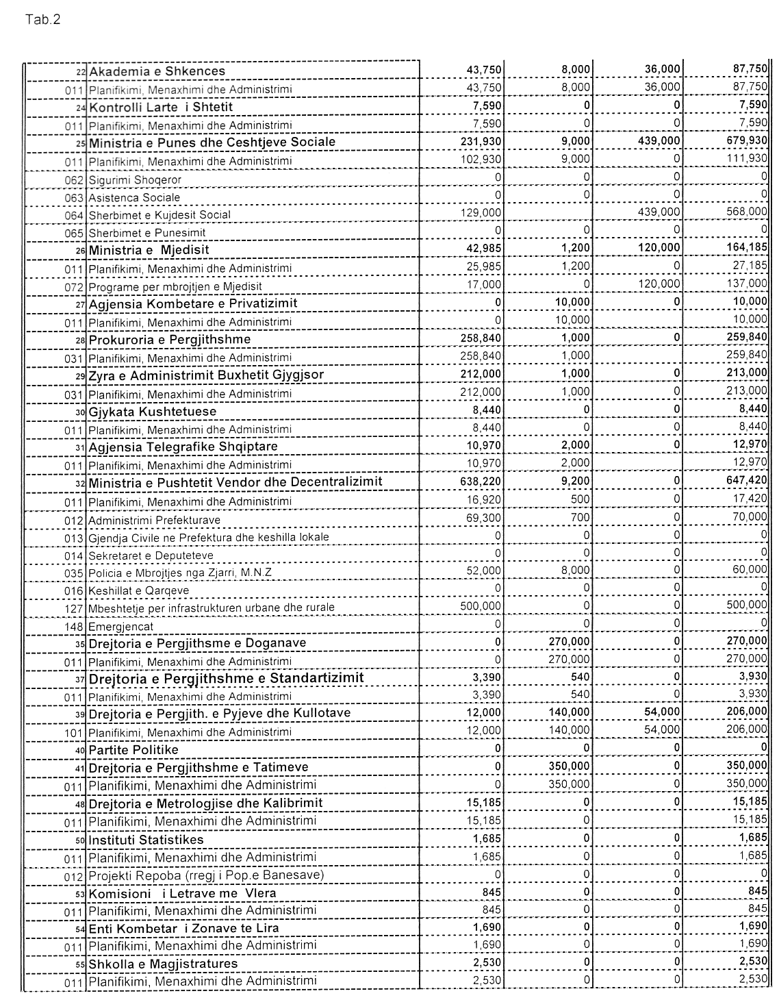 Tab.2
22 Akademia e Shkences 43,750 8,000 36,000 87,750
011 Planifikimi, Menaxhimi dhe Administrimi 43,750 8,000 36,000 87,750
24 Kontrolli Larte i Shtetit 7,590 0 0 7,590
011 Planifikimi, Menaxhimi dhe Administrimi 7,590 0 0 7,590
25 Ministria e Punes dhe Ceshtjeve Sociale 231,930 9,000 439,000 679,930
011 Planifikimi, Menaxhimi dhe Administrimi 102,930 9,000 0 111,930
062 Sigurimi Shoqeror 0 0 0 0
063 Asistenca Sociale 0 0 0 0
064 Sherbimet e Kujdesit Social 129,000 439,000 568,000
065 Sherbimet e Punesimit 0 0 0 0
26 Ministria e Mjedisit 42,985 1,200 120,000 164,185
011 Planifikimi, Menaxhimi dhe Administrimi 25,985 1,200 0 27,185
072 Programe per mbrojtjen e Mjedisit 17,000 0 120,000 137,000
27 Agjensia Kombetare e Privatizimit 0 10,000 0 10,000
011 Planifikimi, Menaxhimi dhe Administrimi 0 10,000 10,000
28 Prokuroria e Pergjithshme 258,840 1,000 0 259,840
031 Planifikimi, Menaxhimi dhe Administrimi 258,840 1,000 259,840
29 Zyra e Administrimit Buxhetit Gjygjsor 212,000 1,000 0 213,000
031 Planifikimi, Menaxhimi dhe Administrimi 212,000 1,000 0 213,000
30 Gjykata Kushtetuese 8,440 0 0 8,440
011 Planifikimi, Menaxhimi dhe Administrimi 8,440 0 0 8,440
31 Agjensia Telegrafike Shqiptare 10,970 2,000 0 12,970
011 Planifikimi, Menaxhimi dhe Administrimi 10,970 2,000 12,970
32 Ministria e Pushtetit Vendor dhe Decentralizimit 638,220 9,200 0 647,420
011 Planifikimi, Menaxhimi dhe Administrimi 16,920 500 0 17,420
012 Administrimi Prefekturave 69,300 700 0 70,000
013 Gjendja Civile ne Prefektura dhe keshilla lokale 0 0 0 0
014 Sekretaret e Deputeteve 0 0 0 0
035 Policia e Mbrojtjes nga Zjarri, M.N.Z 52,000 8,000 0 60,000
016 Keshillat e Qarqeve 0 0 0 0
127 Mbeshtetje per infrastrukturen urbane dhe rurale 500,000 0 0 500,000
148 Emergjencat 0 0 0 0
35 Drejtoria e Pergjithsme e Doganave 0 270,000 0 270,000
011 Planifikimi, Menaxhimi dhe Administrimi 0 270,000 0 270,000
37 Drejtoria e Pergjithshme e Standartizimit 3,390 540 0 3,930
011 Planifikimi, Menaxhimi dhe Administrimi 3,390 540 0 3,930
39 Drejtoria e Pergjith. e Pyjeve dhe Kullotave 12,000 140,000 54,000 206,000
101 Planifikimi, Menaxhimi dhe Administrimi 12,000 140,000 54,000 206,000
40 Partite Politike 0 0 0 0
41 Drejtoria e Pergjithshme e Tatimeve 0 350,000 0 350,000
011 Planifikimi, Menaxhimi dhe Administrimi 0 350,000 0 350,000
48 Drejtoria e Metrologjise dhe Kalibrimit 15,185 0 0 15,185
011 Planifikimi, Menaxhimi dhe Administrimi 15,185 0 15,185
50 Instituti Statistikes 1,685 0 0 1,685
011 Planifikimi, Menaxhimi dhe Administrimi 1,685 0 0 1,685
012 Projekti Repoba (rregj i Pop.e Banesave) 0 0 0 0
53 Komisioni i Letrave me Vlera 845 0 0 845
011 Planifikimi, Menaxhimi dhe Administrimi 845 0 0 845
54 Enti Kombetar i Zonave te Lira 1,690 0 0 1,690
011 Planifikimi, Menaxhimi dhe Administrimi 1,690 0 0 1,690
55 Shkolla e Magjistratures 2,530 0 0 2,530
011 Planifikimi, Menaxhimi dhe Administrimi 2,530 0 0 2,530